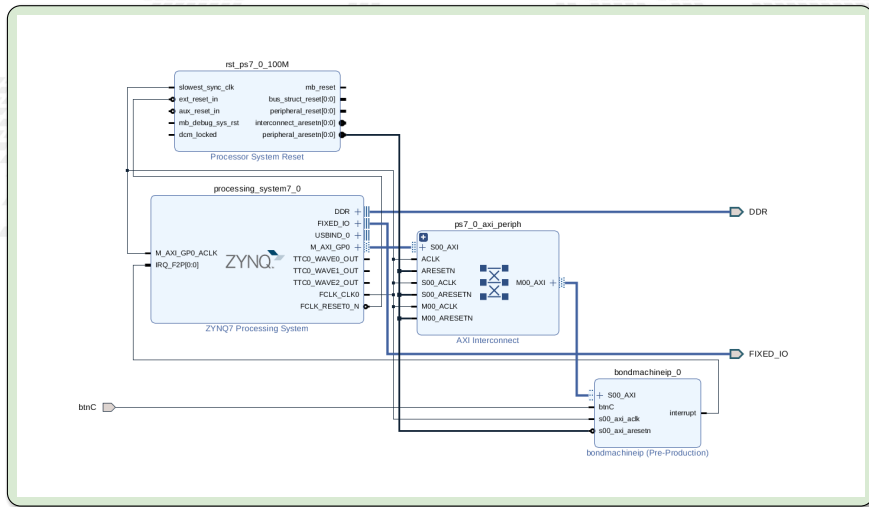 rst_ps7_0_100M
slowest_sync_clk
ext_reset_in
aux_reset_in
mb_debug_sys_rst
dcm_locked
mb_reset
bus_struct_reset[0:0]
peripheral_reset[0:0]
interconnect_aresetn[0:0]
peripheral_aresetn[0:0]
Processor System Reset
processing_system7_0
M_AXI_GP0_ACLK
IRQ_F2P[0:0]
ZYNQ
DDR
FIXED_IO
USBIND_0
M_AXI_GP0
TTC0_WAVE0_OUT
TTC0_WAVE1_OUT
TTC0_WAVE2_OUT
FCLK_CLK0
FCLK_RESET0_N
ZYNQ7 Processing System
ps7_0_axi_periph
S00_AXI
ACLK
ARESETN
S00_ACLK
S00_ARESETN
M00_ACLK
M00_ARESETN
M00_AXI
AXI Interconnect
DDR
FIXED_IO
btnC
bondmachineip_0
S00_AXI
btnC
s00_axi_aclk
s00_axi_aresetn
interrupt
bondmachineip (Pre-Production)